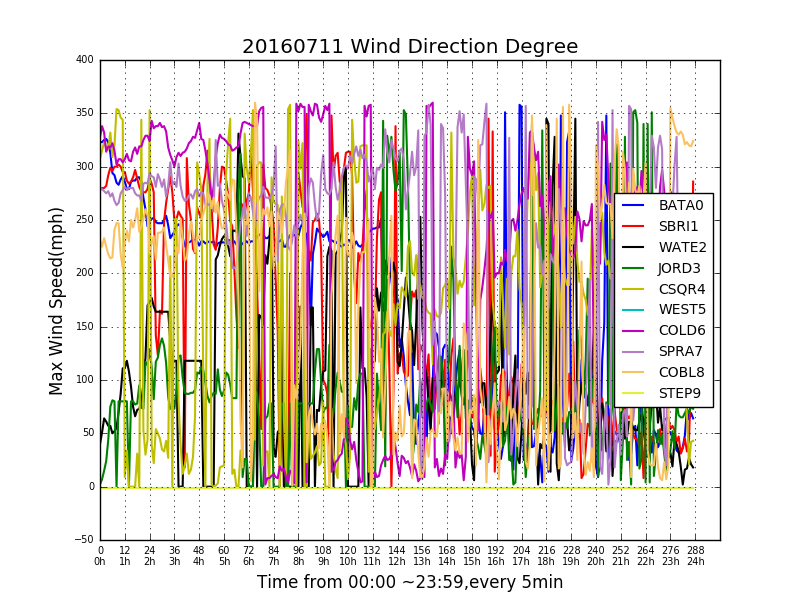 20160711 Wind Direction Degree
400
350
300
250
200
150
100
50
0
−50
Max Wind Speed(mph)
BATA0
SBRI1
WATE2
JORD3
CSQR4
WEST5
COLD6
SPRA7
COBL8
STEP9
0 12 24 36 48 60 72 84 96 108 120 132 144 156 168 180 192 204 216 228 240 252 264 276 288
0h 1h 2h 3h 4h 5h 6h 7h 8h 9h 10h 11h 12h 13h 14h 15h 16h 17h 18h 19h 20h 21h 22h 23h 24h
Time from 00:00 ~23:59,every 5min